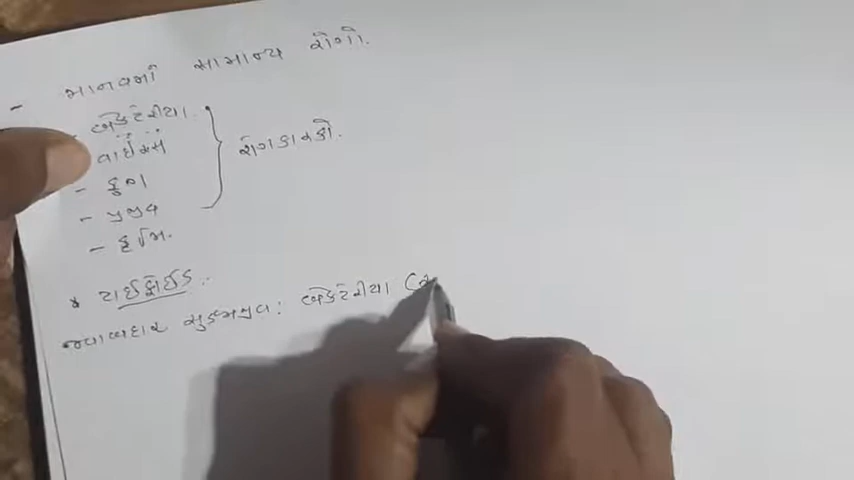 - માનવમાં સામાન્ય રોગો.
- બેક્ટેરીયા.
વાઈરસ
- ફુગ
- પ્રજીવ
- કૃમિ.
રોગકારકો.
* ટાઈફોઈડ :
જવાબદાર સુક્ષ્મજીવ : બેક્ટેરીયા (સા